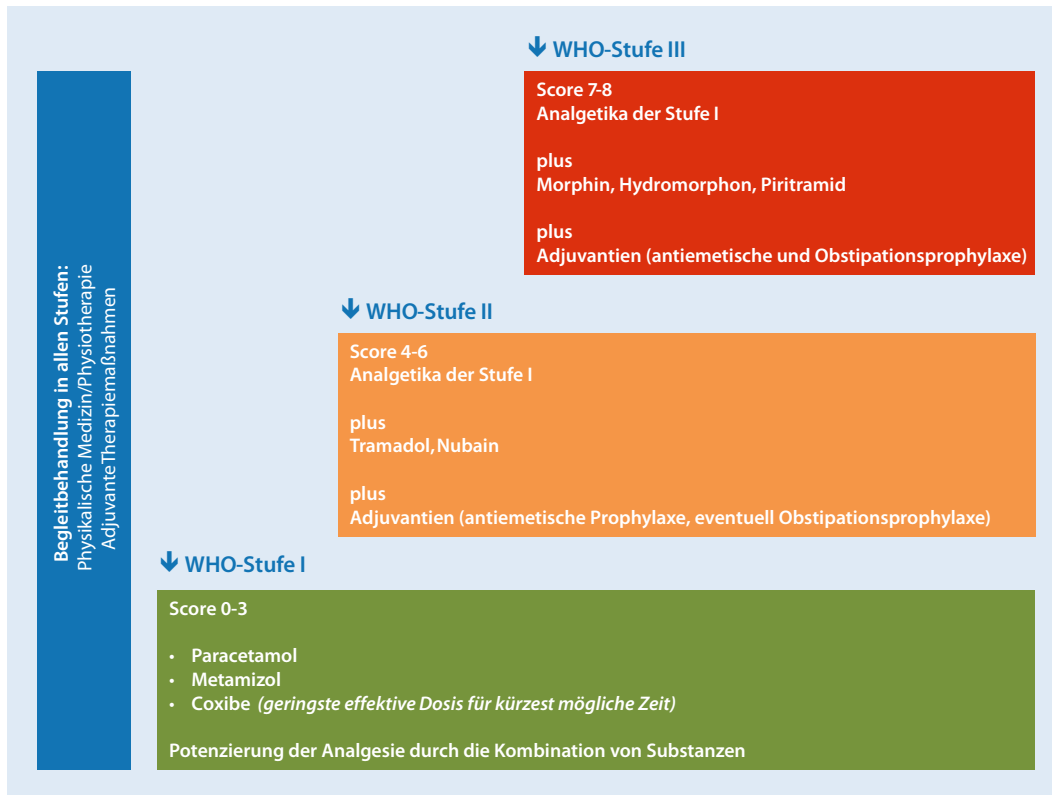 WHO-Stufe III
Score 7-8
Analgetika der Stufe I
plus
Morphin, Hydromorphon, Piritramid
plus
Adjuvantien (antiemetische und Obstipationsprophylaxe)
WHO-Stufe II
Score 4-6
Analgetika der Stufe I
plus
Tramadol, Nubain
plus
Adjuvantien (antiemetische Prophylaxe, eventuell Obstipationsprophylaxe)
WHO-Stufe I
Score 0-3
• Paracetamol
• Metamizol
• Coxibe (geringste effektive Dosis für kürzest mögliche Zeit)
Potenzierung der Analgesie durch die Kombination von Substanzen
Begleitbehandlung in allen Stufen:
Physikalische Medizin/Physiotherapie
Adjuvante Therapiemaßnahmen